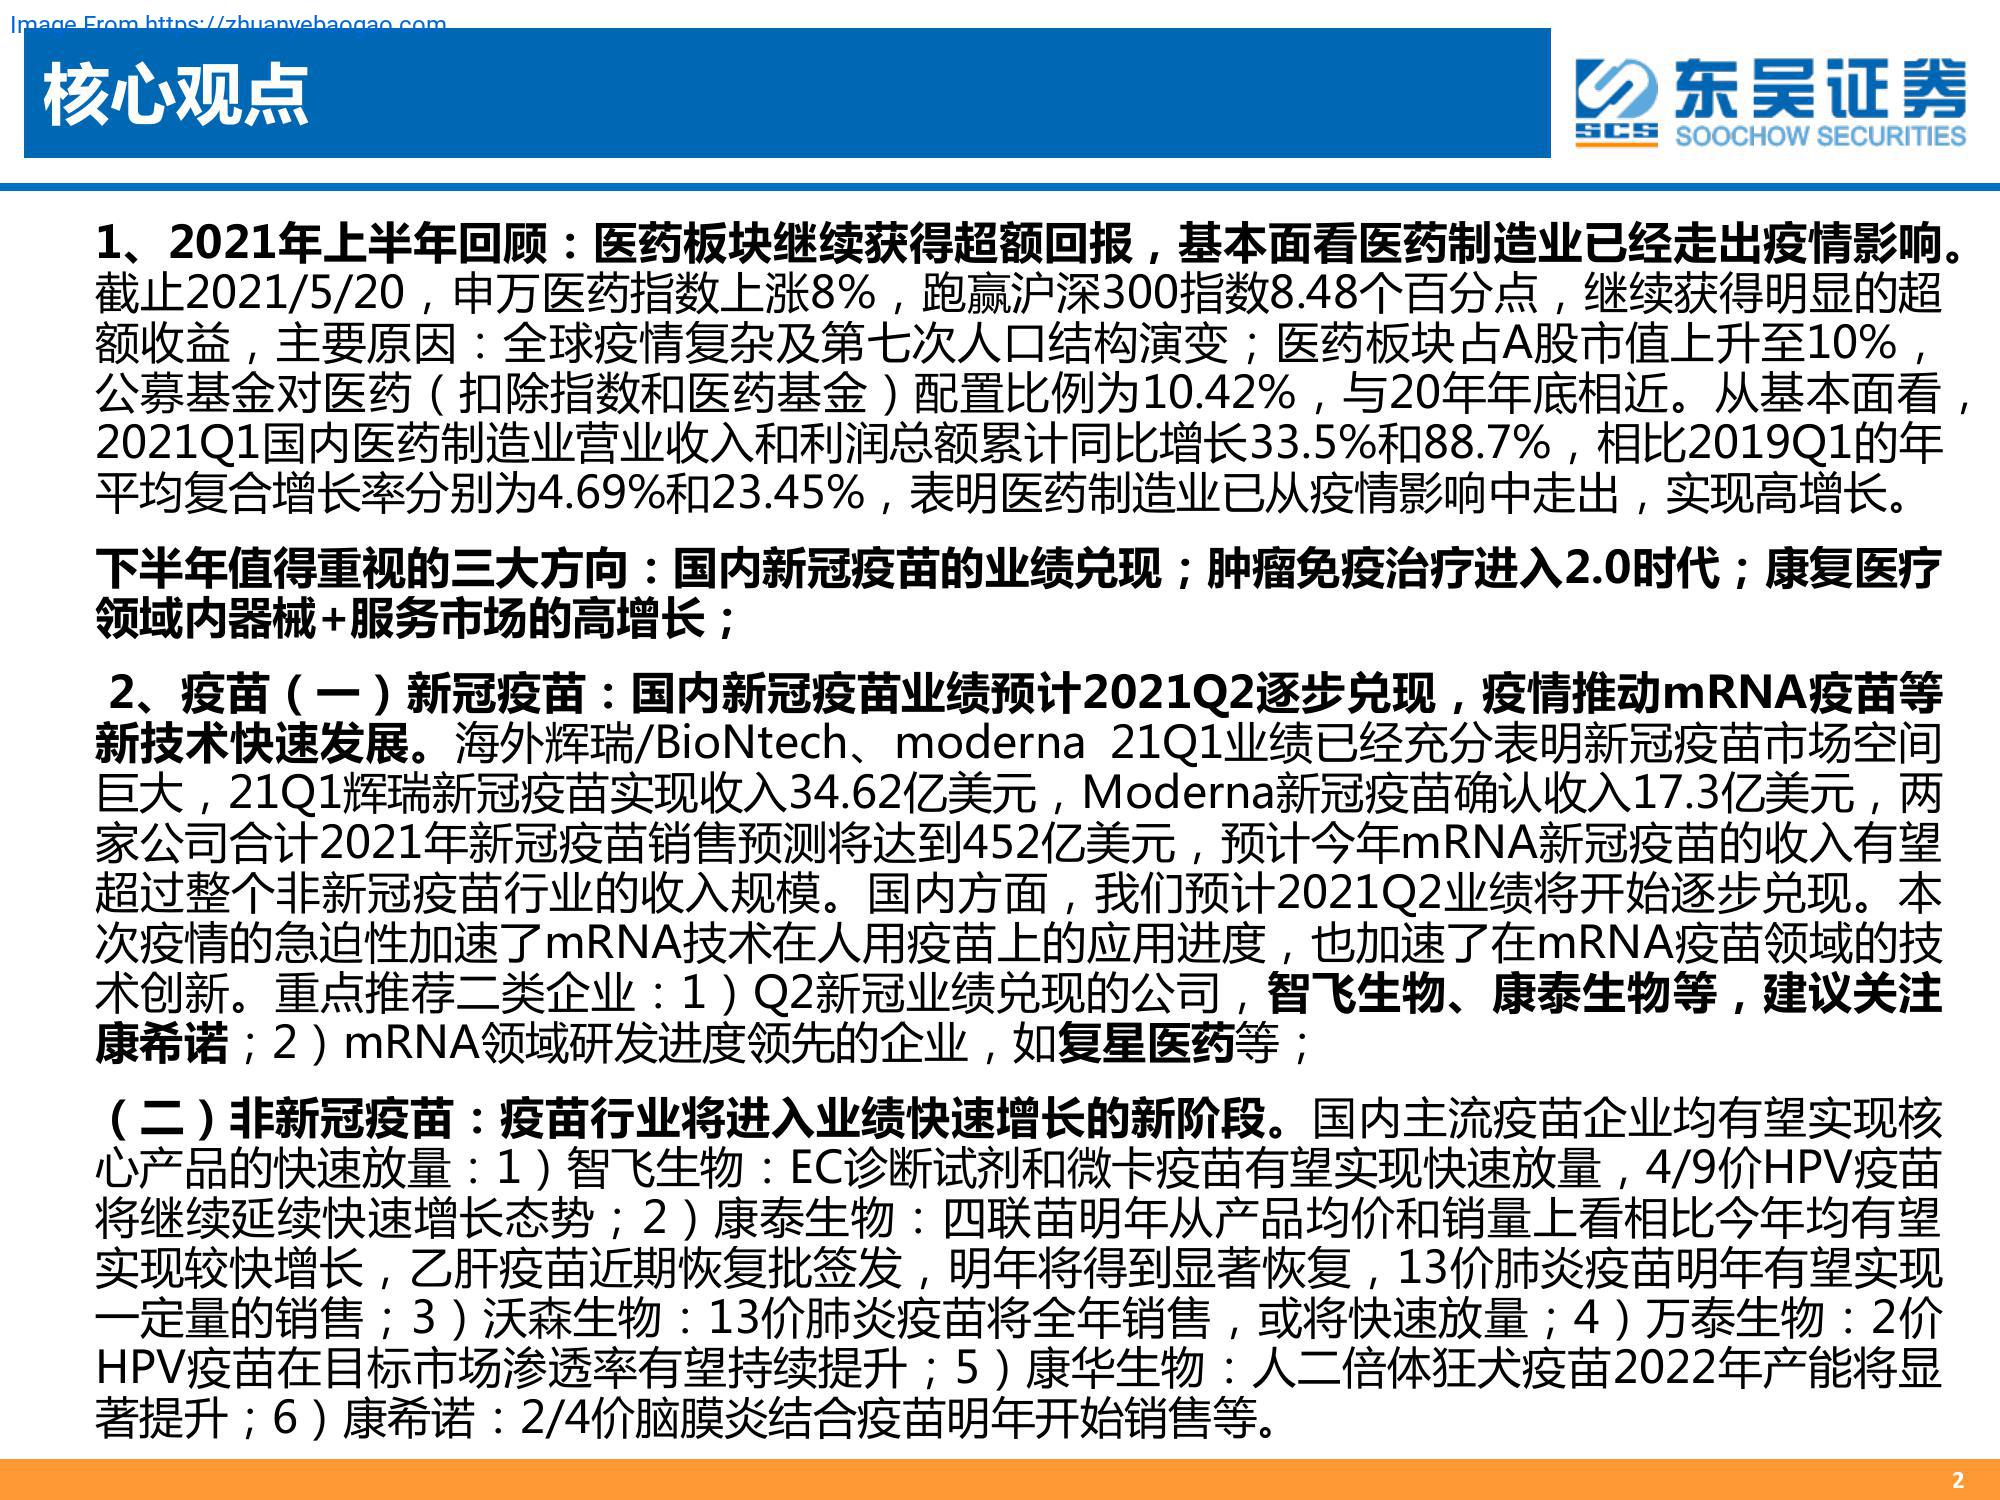 Image From https://zhuanyebaogao.com
核心观点
东吴证券
SCS
SOOCHOW SECURITIES
1、2021年上半年回顾：医药板块继续获得超额回报，基本面看医药制造业已经走出疫情影响。
截止2021/5/20，申万医药指数上涨8%，跑赢沪深300指数8.48个百分点，继续获得明显的超
额收益，主要原因：全球疫情复杂及第七次人口结构演变；医药板块占A股市值上升至10%，
公募基金对医药（扣除指数和医药基金）配置比例为10.42%，与20年年底相近。从基本面看，
2021Q1国内医药制造业营业收入和利润总额累计同比增长33.5%和88.7%，相比2019Q1的年
平均复合增长率分别为4.69%和23.45%，表明医药制造业已从疫情影响中走出，实现高增长。
下半年值得重视的三大方向：国内新冠疫苗的业绩兑现；肿瘤免疫治疗进入2.0时代；康复医疗
领域内器械+服务市场的高增长；
2、疫苗（一）新冠疫苗：国内新冠疫苗业绩预计2021Q2逐步兑现，疫情推动mRNA疫苗等
新技术快速发展。海外辉瑞/BioNtech、moderna 21Q1业绩已经充分表明新冠疫苗市场空间
巨大，21Q1辉瑞新冠疫苗实现收入34.62亿美元，Moderna新冠疫苗确认收入17.3亿美元，两
家公司合计2021年新冠疫苗销售预测将达到452亿美元，预计今年mRNA新冠疫苗的收入有望
超过整个非新冠疫苗行业的收入规模。国内方面，我们预计2021Q2业绩将开始逐步兑现。本
次疫情的急迫性加速了mRNA技术在人用疫苗上的应用进度，也加速了在mRNA疫苗领域的技
术创新。重点推荐二类企业：1）Q2新冠业绩兑现的公司，智飞生物、康泰生物等，建议关注
康希诺；2）mRNA领域研发进度领先的企业，如复星医药等；
（二）非新冠疫苗：疫苗行业将进入业绩快速增长的新阶段。国内主流疫苗企业均有望实现核
心产品的快速放量：1）智飞生物：EC诊断试剂和微卡疫苗有望实现快速放量，4/9价HPV疫苗
将继续延续快速增长态势；2）康泰生物：四联苗明年从产品均价和销量上看相比今年均有望
实现较快增长，乙肝疫苗近期恢复批签发，明年将得到显著恢复，13价肺炎疫苗明年有望实现
一定量的销售；3）沃森生物：13价肺炎疫苗将全年销售，或将快速放量；4）万泰生物：2价
HPV疫苗在目标市场渗透率有望持续提升；5）康华生物：人二倍体狂犬疫苗2022年产能将显
著提升；6）康希诺：2/4价脑膜炎结合疫苗明年开始销售等。
2